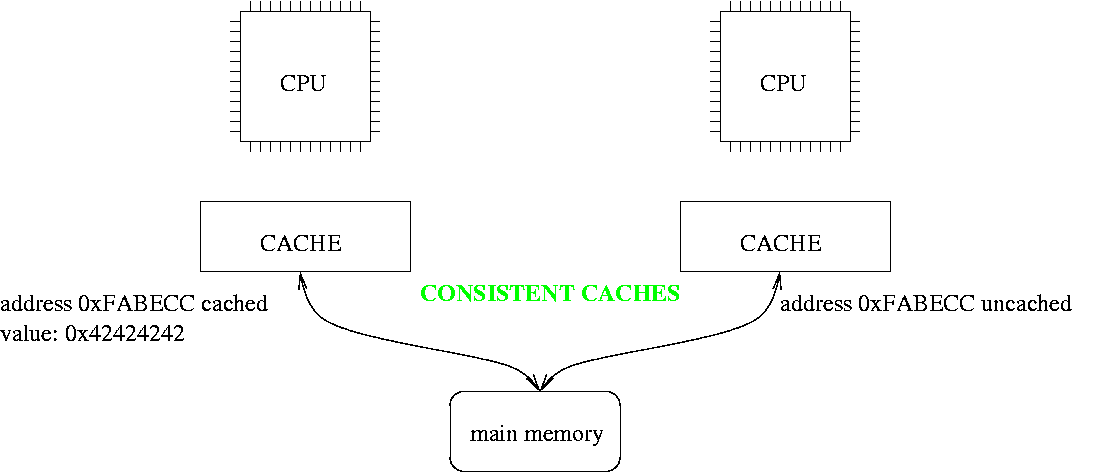 CPU
CPU
CACHE
CACHE
CONSISTENT CACHES
address 0xFABECC cached
value: 0x42424242
address 0xFABECC uncached
main memory